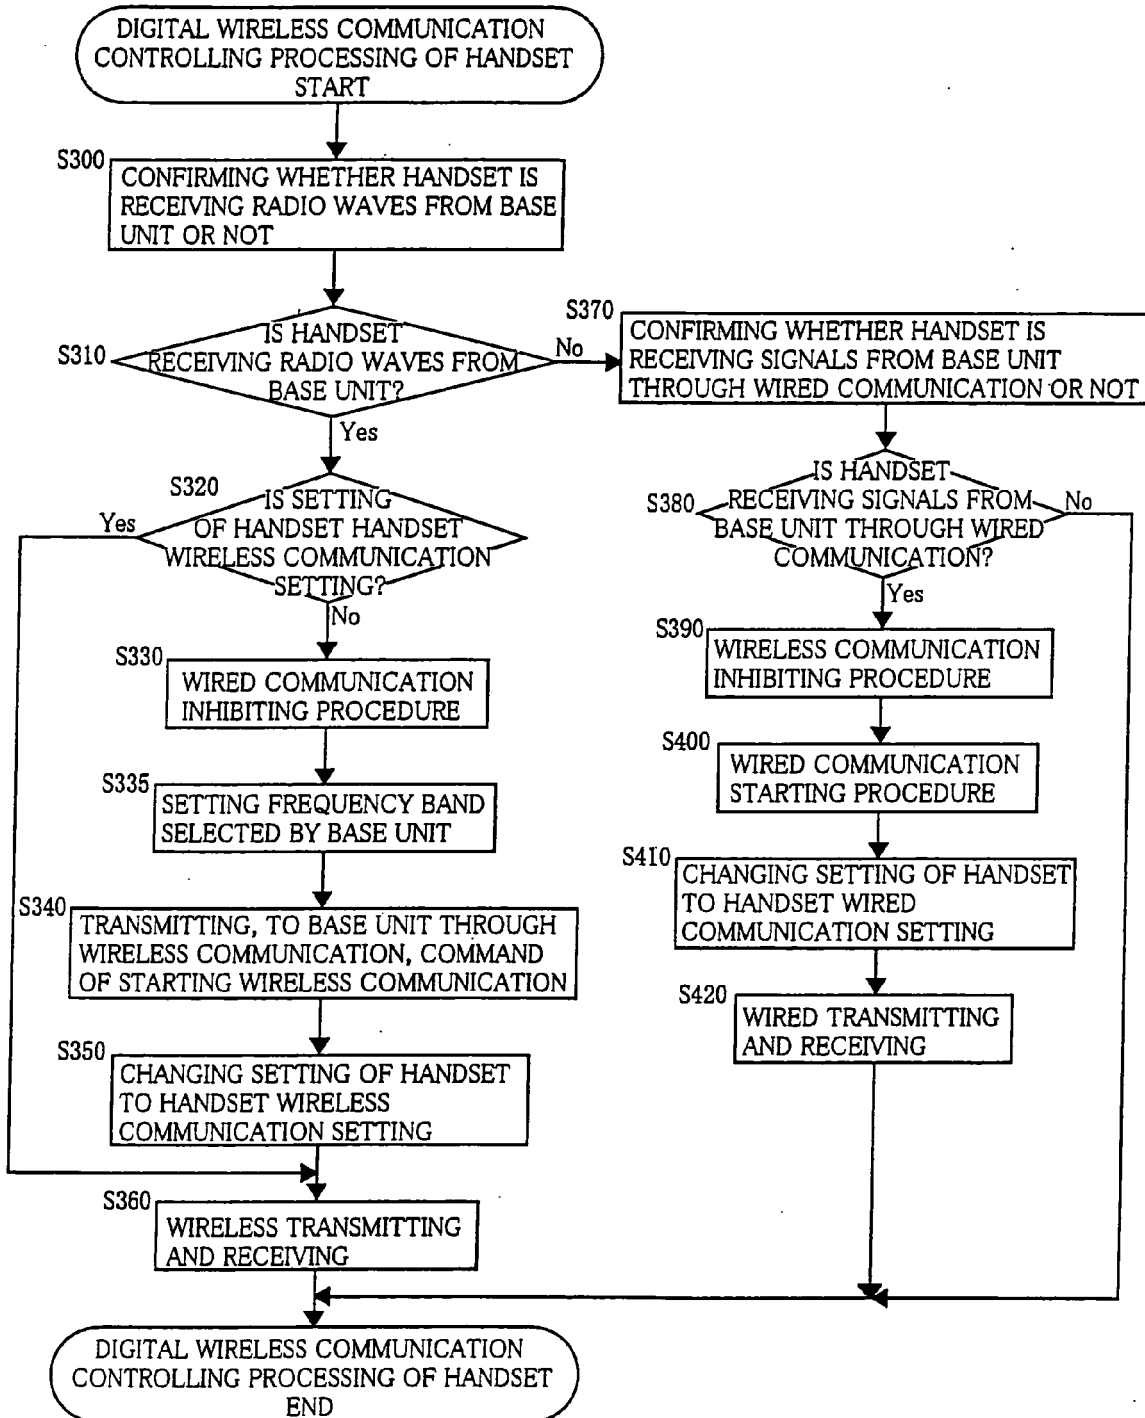 DIGITAL WIRELESS COMMUNICATION
CONTROLLING PROCESSING OF HANDSET
START
S300
CONFIRMING WHETHER HANDSET IS
RECEIVING RADIO WAVES FROM BASE
UNIT OR NOT
S310
IS HANDSET
RECEIVING RADIO WAVES FROM
BASE UNIT?
No
Yes
S320
IS SETTING
OF HANDSET HANDSET
WIRELESS COMMUNICATION
SETTING?
Yes
No
S330
WIRED COMMUNICATION
INHIBITING PROCEDURE
S335
SETTING FREQUENCY BAND
SELECTED BY BASE UNIT
S340
TRANSMITTING, TO BASE UNIT THROUGH
WIRELESS COMMUNICATION, COMMAND
OF STARTING WIRELESS COMMUNICATION
S350
CHANGING SETTING OF HANDSET
TO HANDSET WIRELESS
COMMUNICATION SETTING
S360
WIRELESS TRANSMITTING
AND RECEIVING
S370
CONFIRMING WHETHER HANDSET IS
RECEIVING SIGNALS FROM BASE UNIT
THROUGH WIRED COMMUNICATION OR NOT
S380
IS HANDSET
RECEIVING SIGNALS FROM
BASE UNIT THROUGH WIRED
COMMUNICATION?
No
Yes
S390
WIRELESS COMMUNICATION
INHIBITING PROCEDURE
S400
WIRED COMMUNICATION
STARTING PROCEDURE
S410
CHANGING SETTING OF HANDSET
TO HANDSET WIRED
COMMUNICATION SETTING
S420
WIRED TRANSMITTING
AND RECEIVING
DIGITAL WIRELESS COMMUNICATION
CONTROLLING PROCESSING OF HANDSET
END